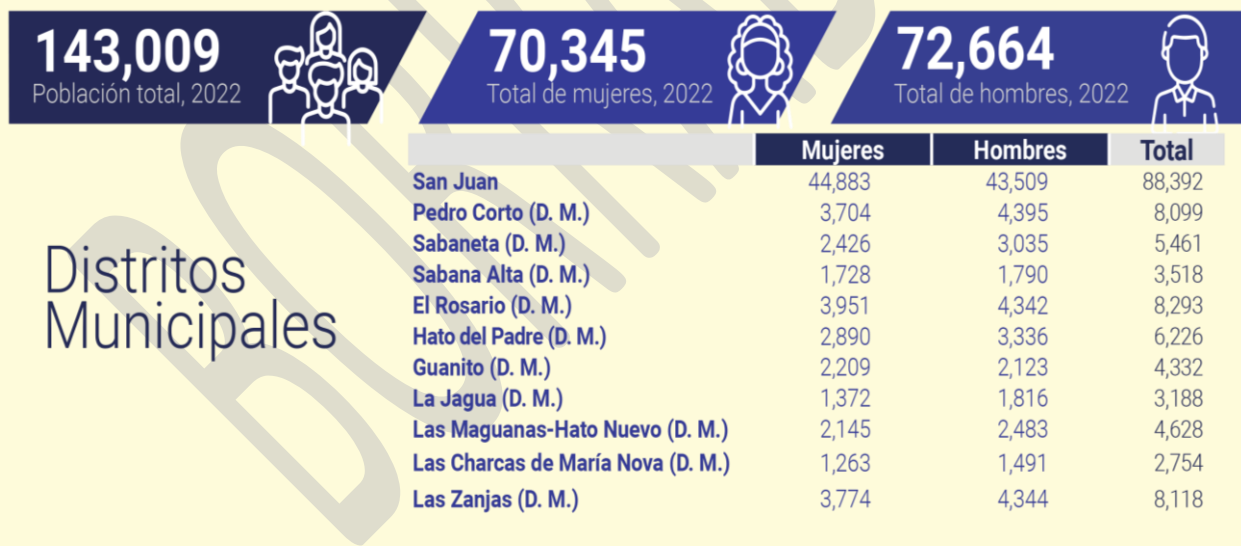 143,009
Población total, 2022
70,345
Total de mujeres, 2022
72,664
Total de hombres, 2022
Distritos
Municipales
Mujeres Hombres Total
San Juan 44,883 43,509 88,392
Pedro Corto (D. M.) 3,704 4,395 8,099
Sabaneta (D. M.) 2,426 3,035 5,461
Sabana Alta (D. M.) 1,728 1,790 3,518
El Rosario (D. M.) 3,951 4,342 8,293
Hato del Padre (D. M.) 2,890 3,336 6,226
Guanito (D. M.) 2,209 2,123 4,332
La Jagua (D. M.) 1,372 1,816 3,188
Las Maguanas-Hato Nuevo (D. M.) 2,145 2,483 4,628
Las Charcas de María Nova (D. M.) 1,263 1,491 2,754
Las Zanjas (D. M.) 3,774 4,344 8,118